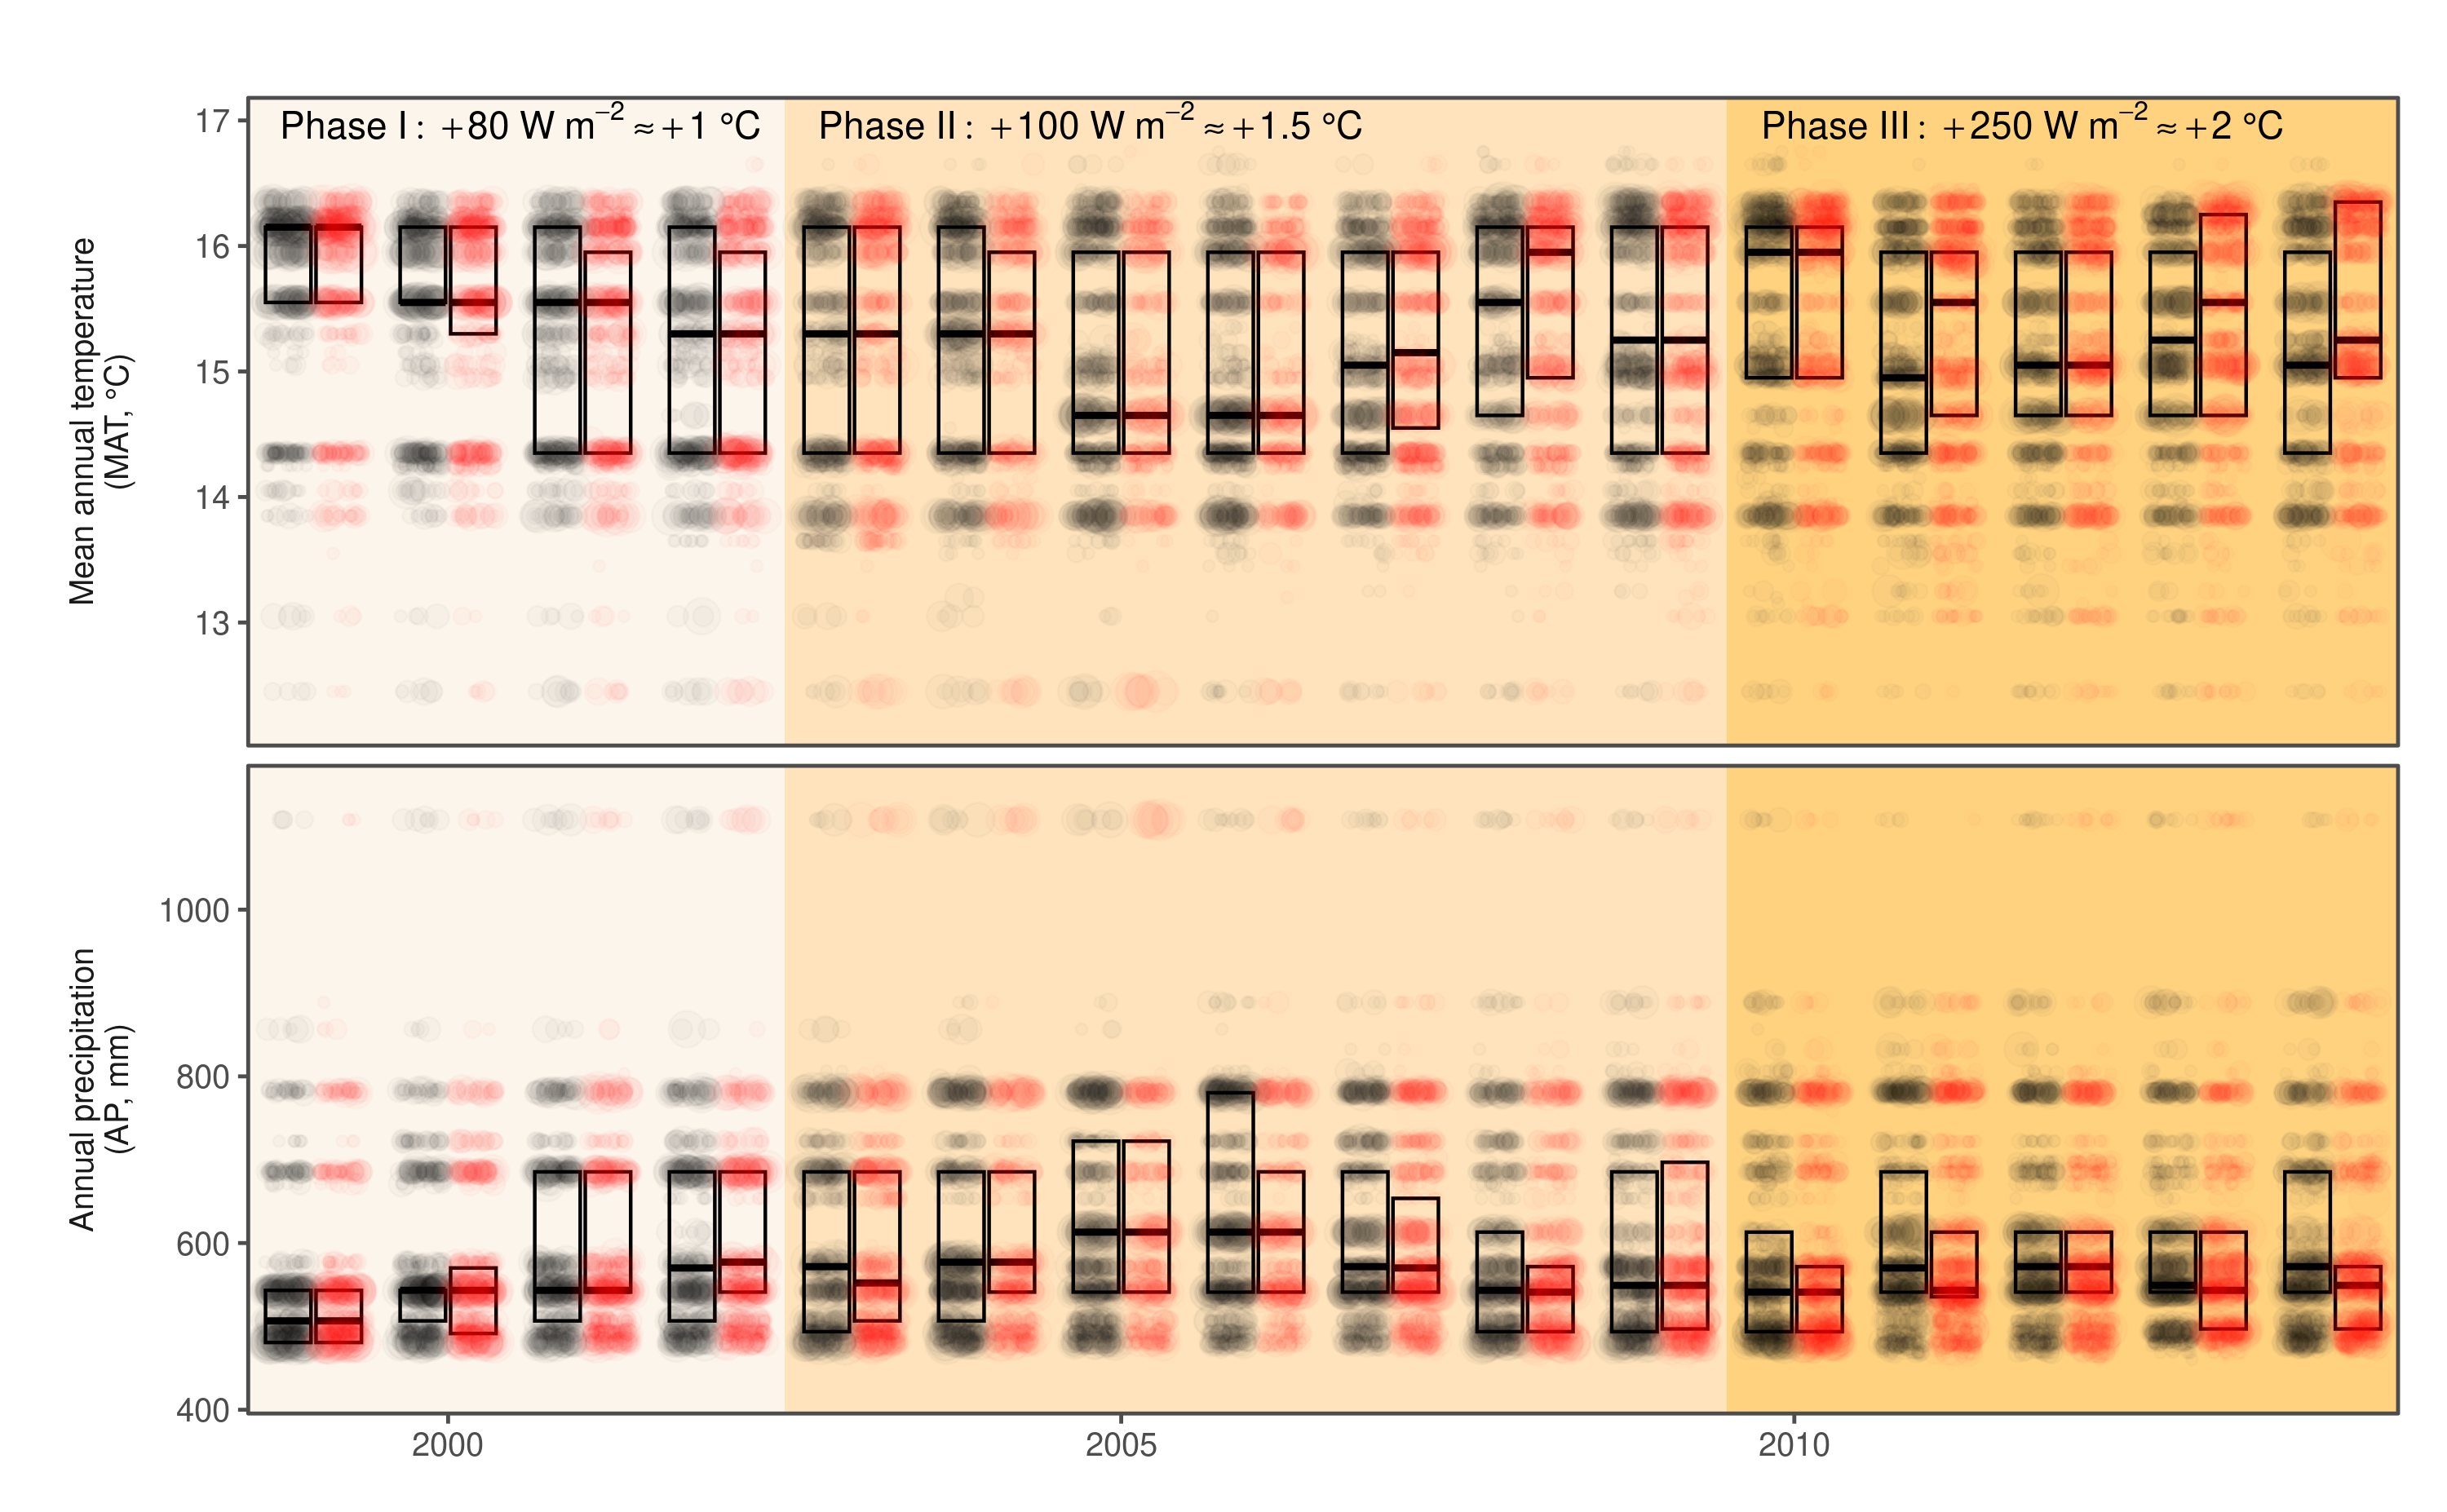 Phase I : +80 W m−2 ≈ +1 °C
Phase II : +100 W m−2 ≈ +1.5 °C
Phase III : +250 W m−2 ≈ +2 °C
17
16
15
14
13
Mean annual temperature
(MAT, °C)
1000
800
600
400
Annual precipitation
(AP, mm)
2000
2005
2010